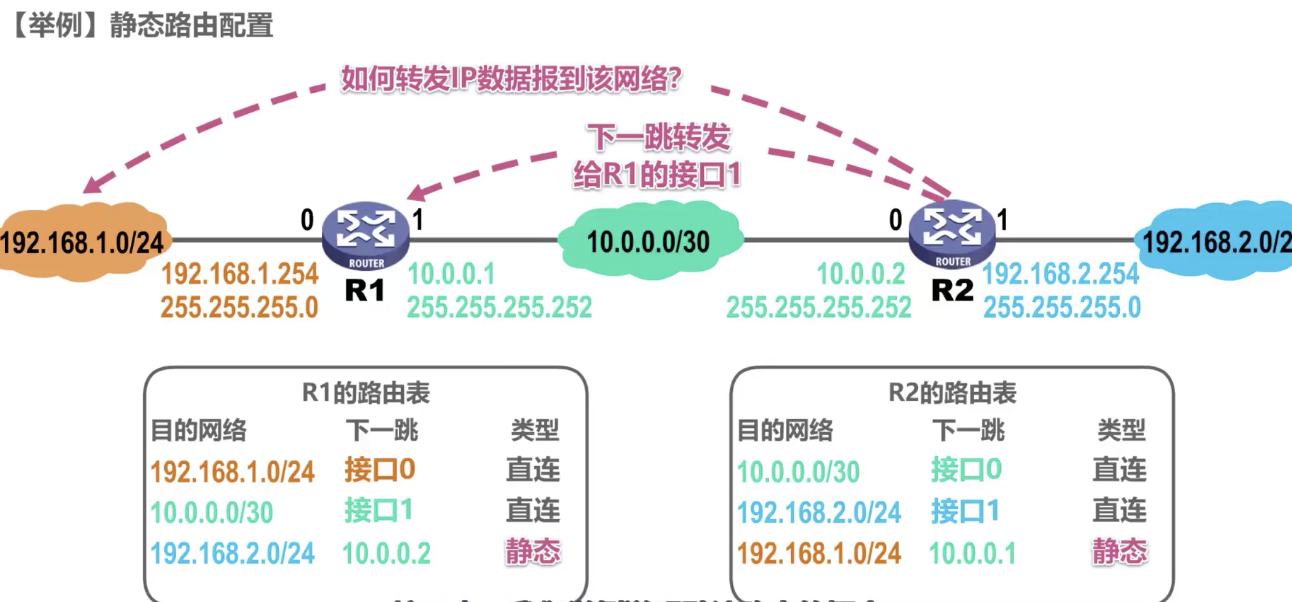 【举例】静态路由配置
如何转发IP数据报到该网络？
下一跳转发
给R1的接口1
192.168.1.0/24
0
1
10.0.0.0/30
0
1
192.168.2.0/2
ROUTER
ROUTER
192.168.1.254
255.255.255.0
R1
10.0.0.1
255.255.255.252
10.0.0.2
255.255.255.252
R2
192.168.2.254
255.255.255.0
R1的路由表
目的网络 下一跳 类型
192.168.1.0/24 接口0 直连
10.0.0.0/30 接口1 直连
192.168.2.0/24 10.0.0.2 静态
R2的路由表
目的网络 下一跳 类型
10.0.0.0/30 接口0 直连
192.168.2.0/24 接口1 直连
192.168.1.0/24 10.0.0.1 静态